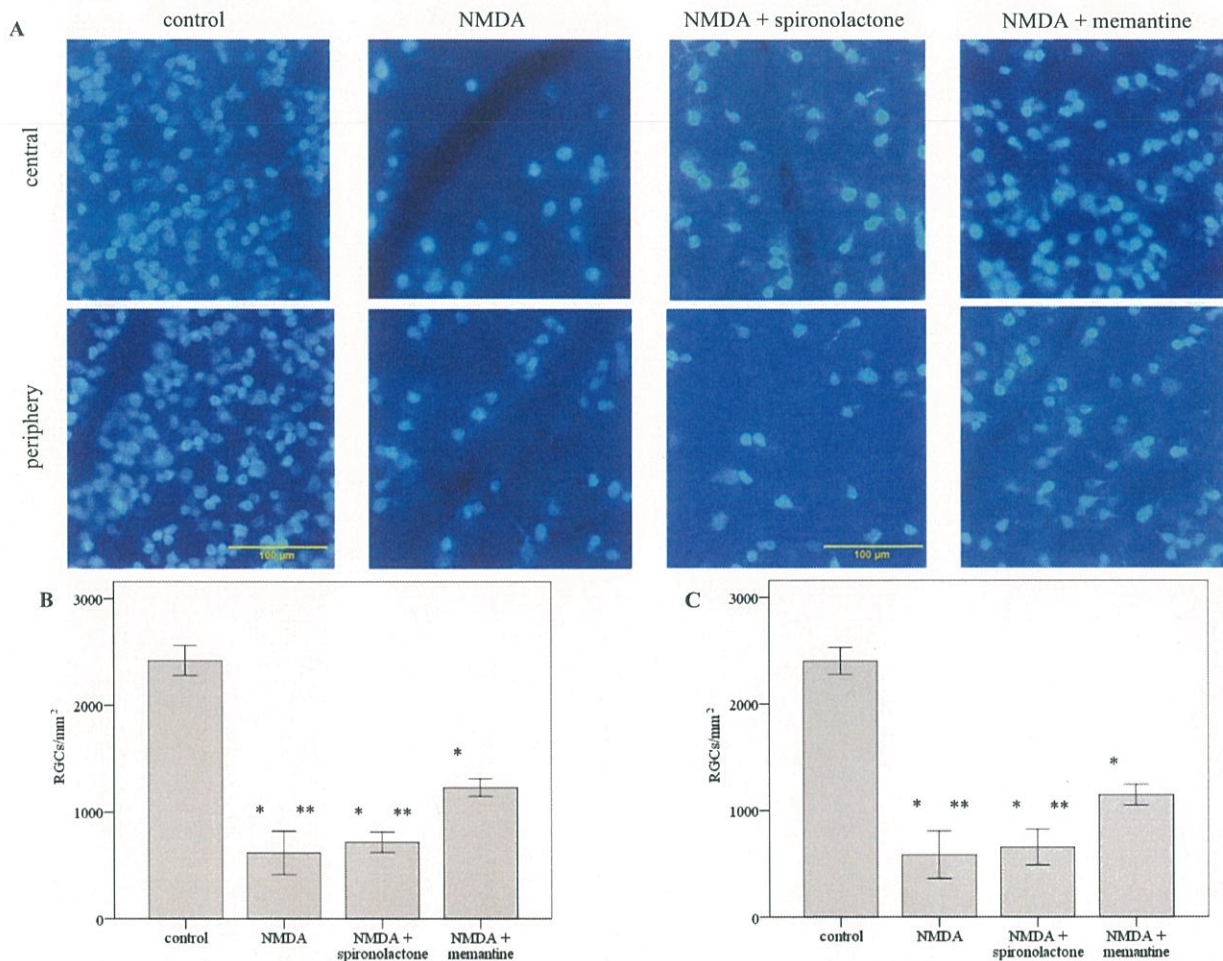 control NMDA NMDA + spironolactone NMDA + memantine
A
central
periphery
100 µm 100 µm
B
3000
2000
1000
0
RGCs/mm²
* ** * ** *
control NMDA NMDA + spironolactone NMDA + memantine
C
3000
2000
1000
0
RGCs/mm²
* ** * ** *
control NMDA NMDA + spironolactone NMDA + memantine